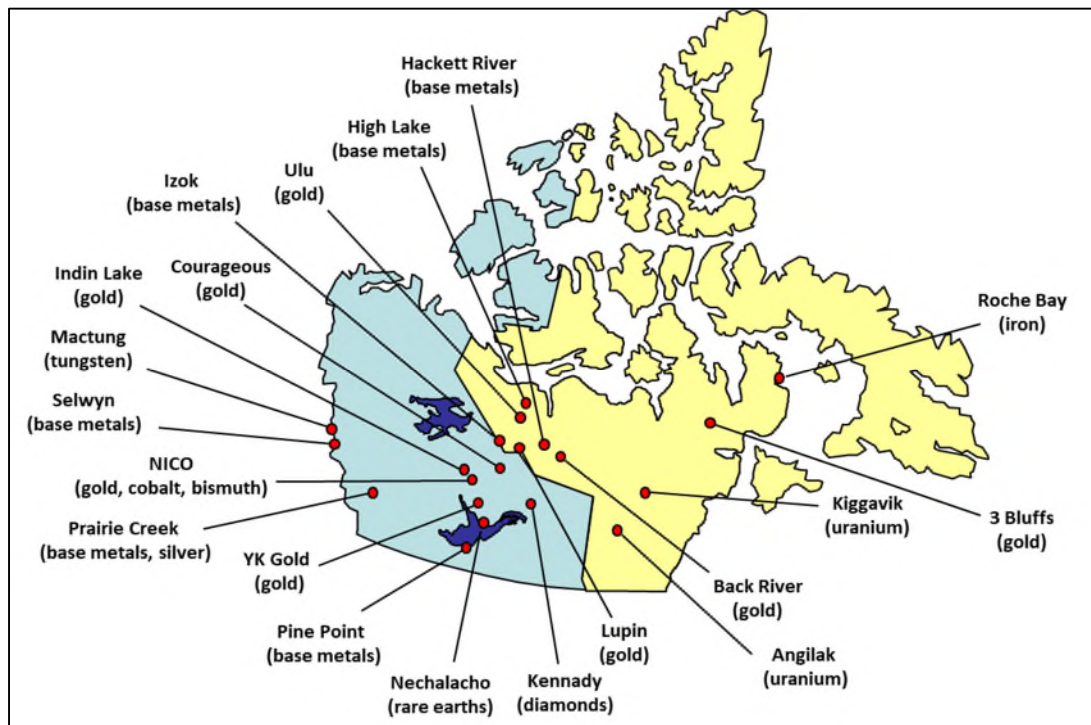 Hackett River
(base metals)
High Lake
(base metals)
Ulu
(gold)
Izok
(base metals)
Courageous
(gold)
Indin Lake
(gold)
Mactung
(tungsten)
Selwyn
(base metals)
NICO
(gold, cobalt, bismuth)
Prairie Creek
(base metals, silver)
YK Gold
(gold)
Pine Point
(base metals)
Nechalacho
(rare earths)
Kennady
(diamonds)
Lupin
(gold)
Angilak
(uranium)
Back River
(gold)
Kiggavik
(uranium)
3 Bluffs
(gold)
Roche Bay
(iron)